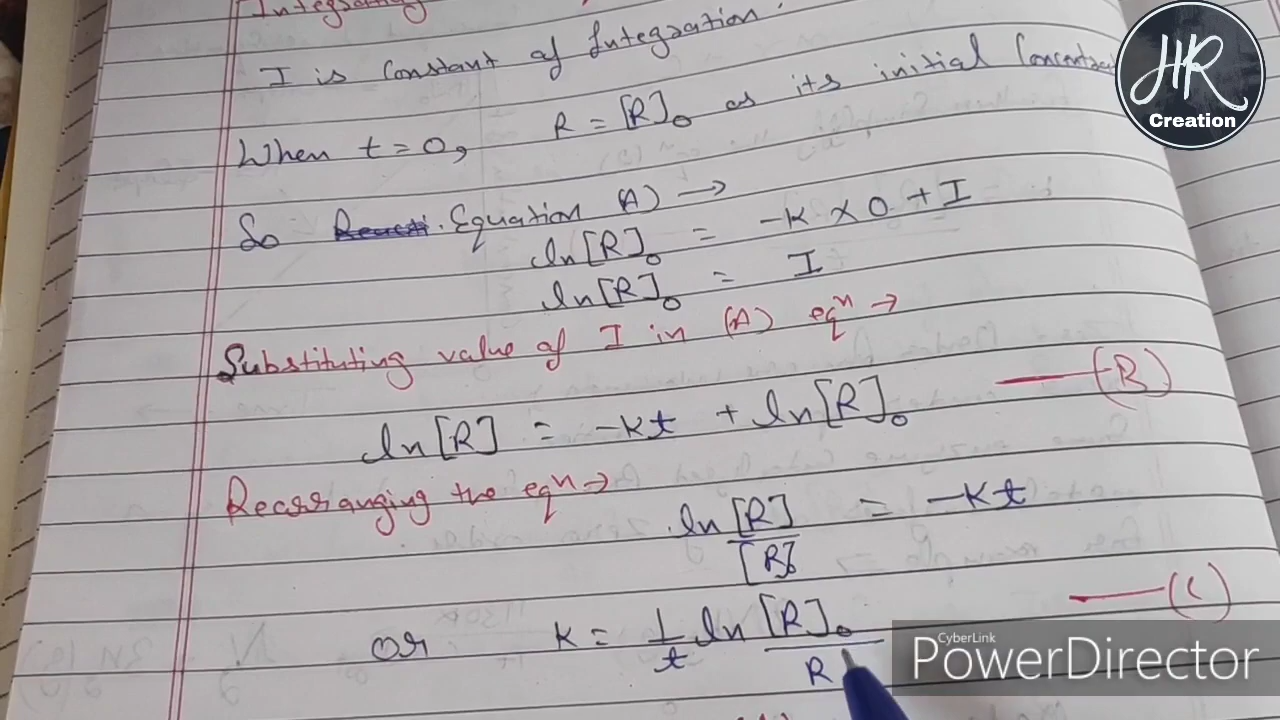 Integrating
I is constant of Integration.
When t = 0, R = [R]₀ as its initial
So Equation (A) →
ln[R]₀ = -K × 0 + I
ln[R]₀ = I
Substituting value of I in (A) eqⁿ →
ln[R] = -Kt + ln[R]₀ —(B)
Rearranging the eqⁿ →
ln [R]/[R]₀ = -Kt
or K = 1/t ln [R]₀/R —(C)
HR
Creation
CyberLink
PowerDirector